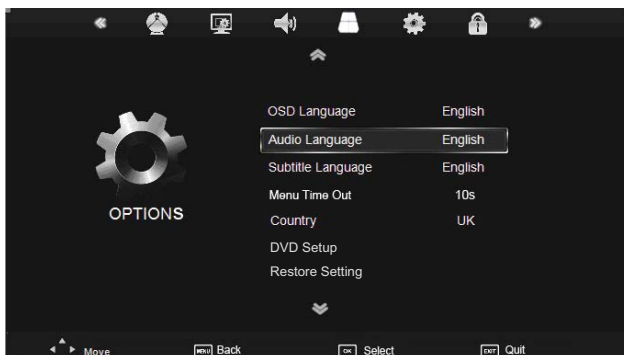 OSD Language English
Audio Language English
Subtitle Language English
Menu Time Out 10s
Country UK
DVD Setup
Restore Setting
OPTIONS
Move MENU Back OK Select EXIT Quit